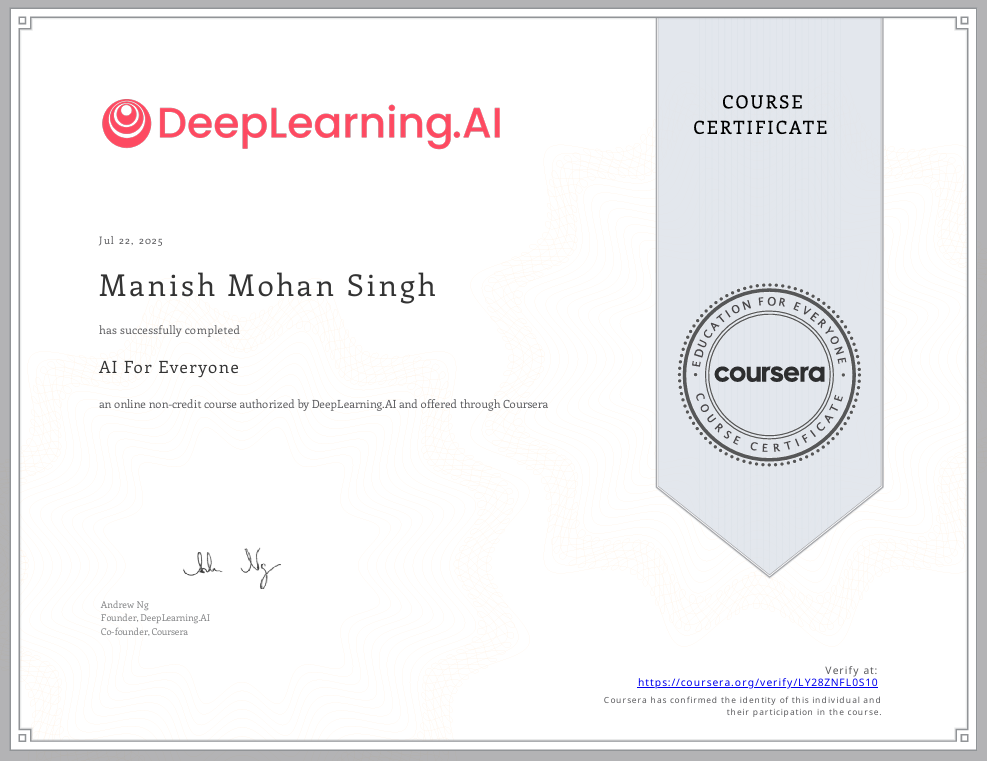 DeepLearning.AI
COURSE
CERTIFICATE
Jul 22, 2025
Manish Mohan Singh
has successfully completed
AI For Everyone
an online non-credit course authorized by DeepLearning.AI and offered through Coursera
EDUCATION FOR EVERYONE
coursera
COURSE CERTIFICATE
Andrew Ng
Founder, DeepLearning.AI
Co-founder, Coursera
Verify at:
https://coursera.org/verify/LY28ZNFL0S10
Coursera has confirmed the identity of this individual and
their participation in the course.